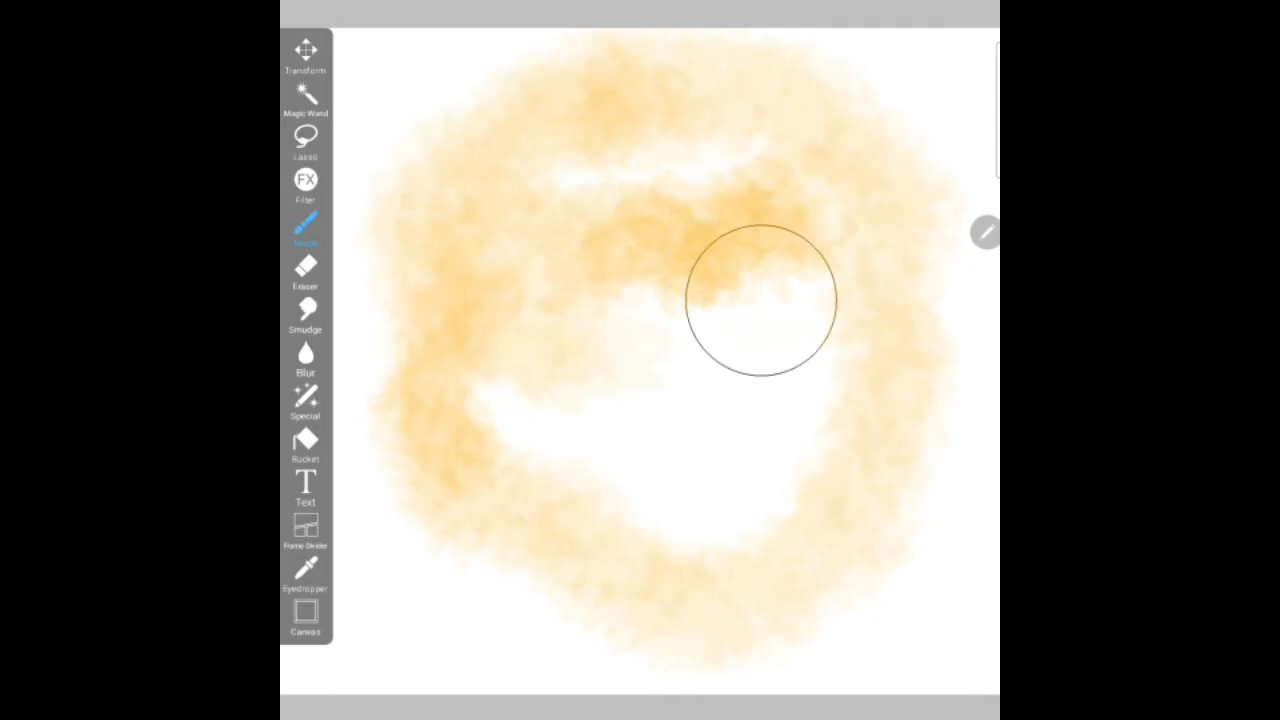 Transform
Magic Wand
Lasso
FX
Filter
Brush
Eraser
Smudge
Blur
Special
Bucket
T
Text
Frame Divider
Eyedropper
Canvas